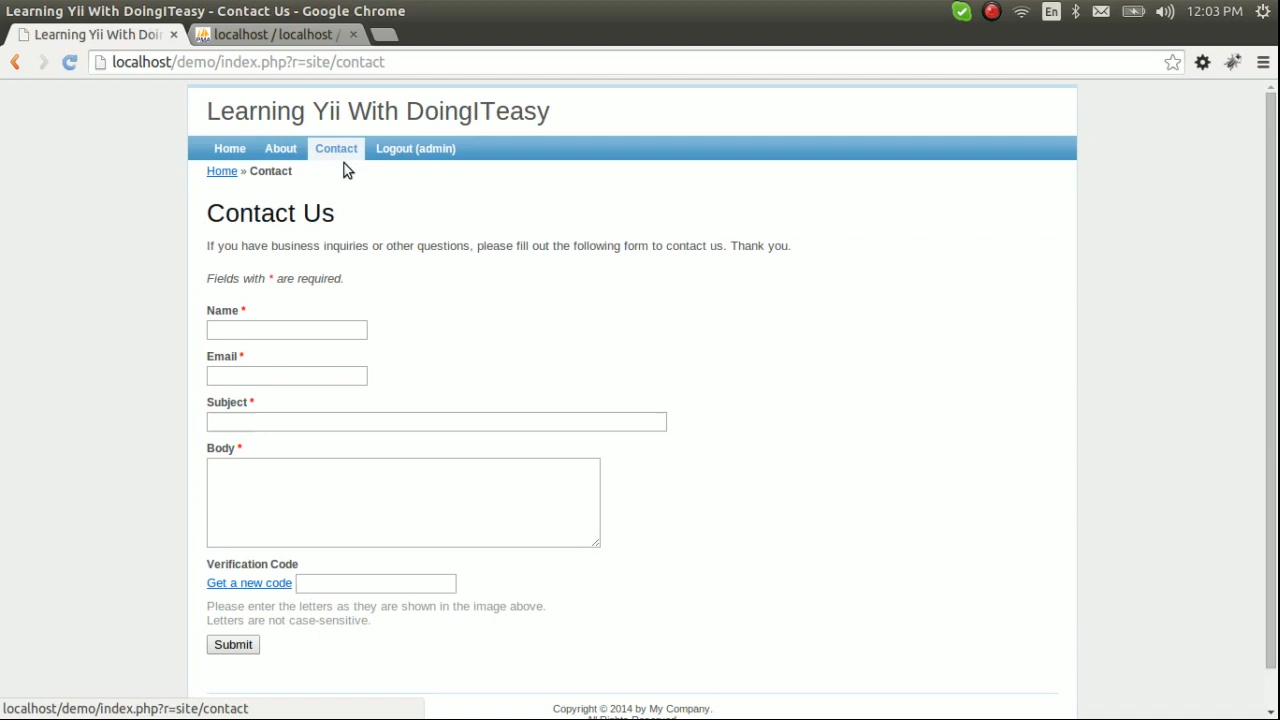 Learning Yii With DoingITeasy - Contact Us - Google Chrome
En
12:03 PM
Learning Yii With Doin
localhost / localhost /
localhost/demo/index.php?r=site/contact
Learning Yii With DoingITeasy
Home About Contact Logout (admin)
Home » Contact
Contact Us
If you have business inquiries or other questions, please fill out the following form to contact us. Thank you.
Fields with * are required.
Name *
Email *
Subject *
Body *
Verification Code
Get a new code
Please enter the letters as they are shown in the image above.
Letters are not case-sensitive.
Submit
localhost/demo/index.php?r=site/contact
Copyright © 2014 by My Company.
All Rights Reserved.